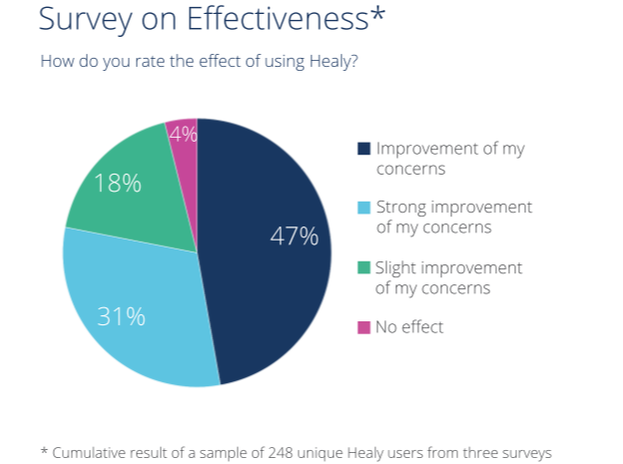 Survey on Effectiveness*
How do you rate the effect of using Healy?
4%
18%
47%
31%
Improvement of my
concerns
Strong improvement
of my concerns
Slight improvement
of my concerns
No effect
* Cumulative result of a sample of 248 unique Healy users from three surveys